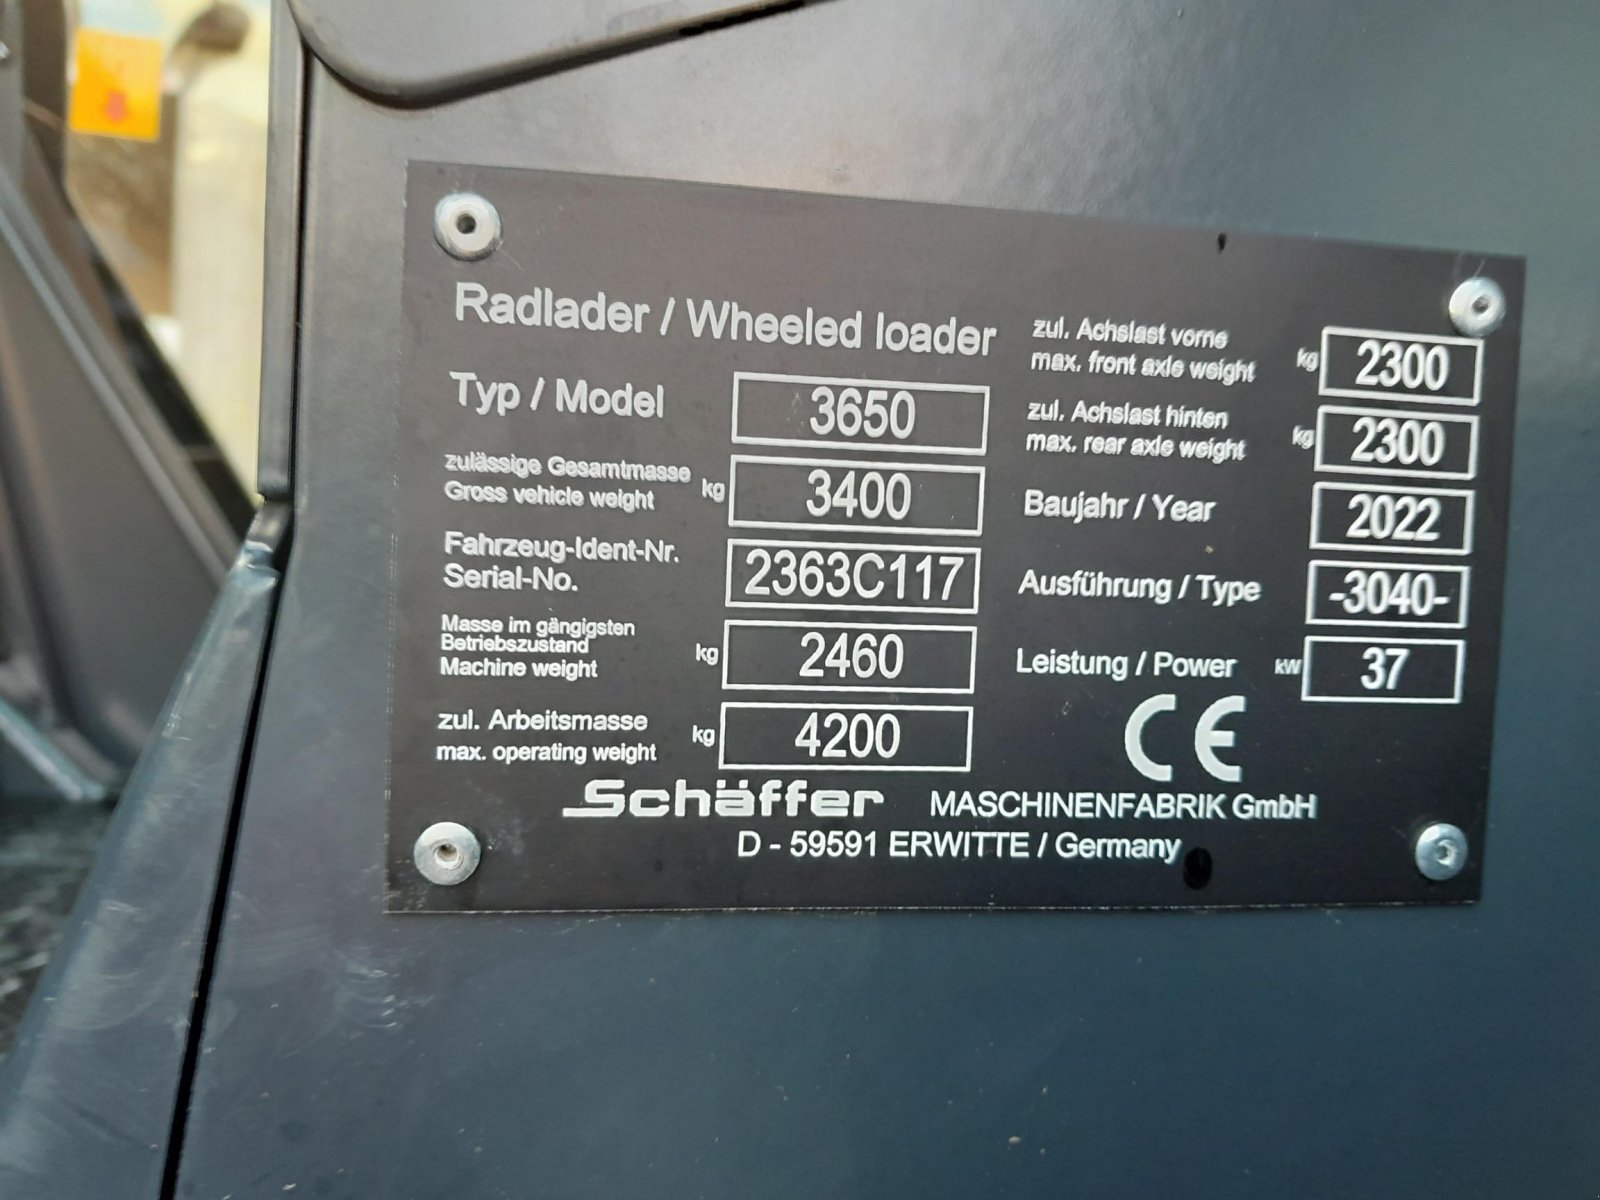 Radlader / Wheeled loader
Typ / Model 3650
zulässige Gesamtmasse
Gross vehicle weight kg 3400
Fahrzeug-Ident-Nr.
Serial-No. 2363C117
Masse im gängigsten
Betriebszustand
Machine weight kg 2460
zul. Arbeitsmasse
max. operating weight kg 4200
zul. Achslast vorne
max. front axle weight kg 2300
zul. Achslast hinten
max. rear axle weight kg 2300
Baujahr / Year 2022
Ausführung / Type -3040-
Leistung / Power kW 37
CE
Schäffer MASCHINENFABRIK GmbH
D - 59591 ERWITTE / Germany